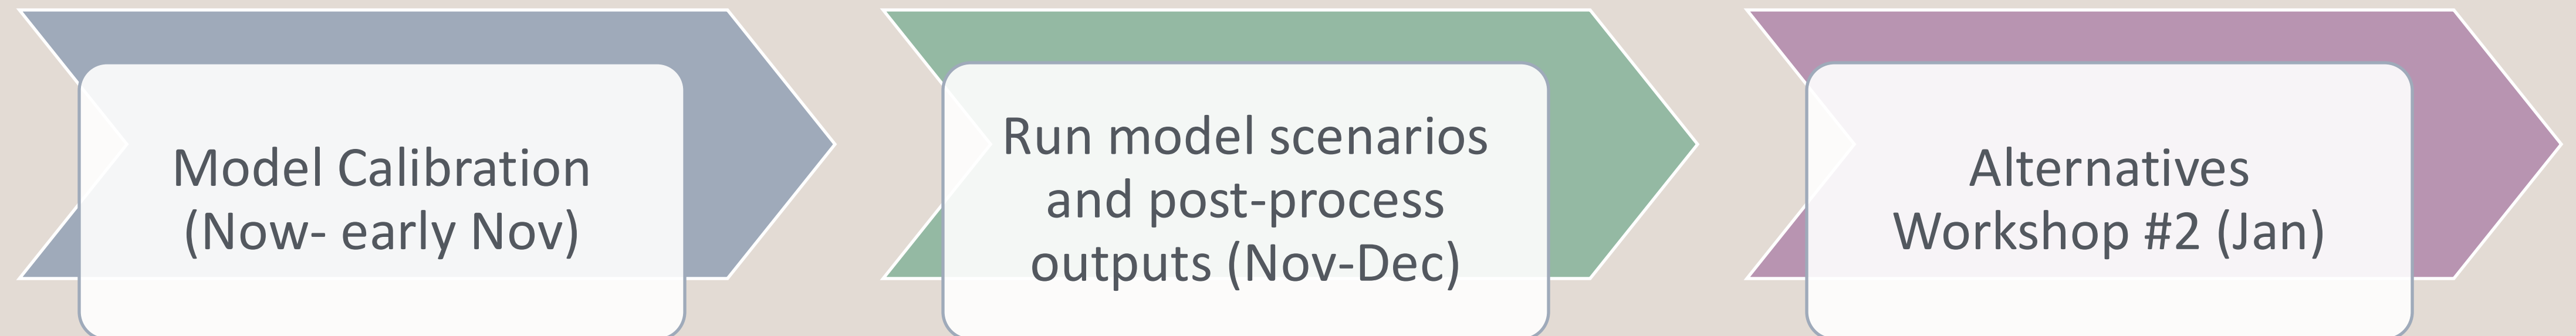 Model Calibration
(Now- early Nov)
Run model scenarios
and post-process
outputs (Nov-Dec)
Alternatives
Workshop #2 (Jan)